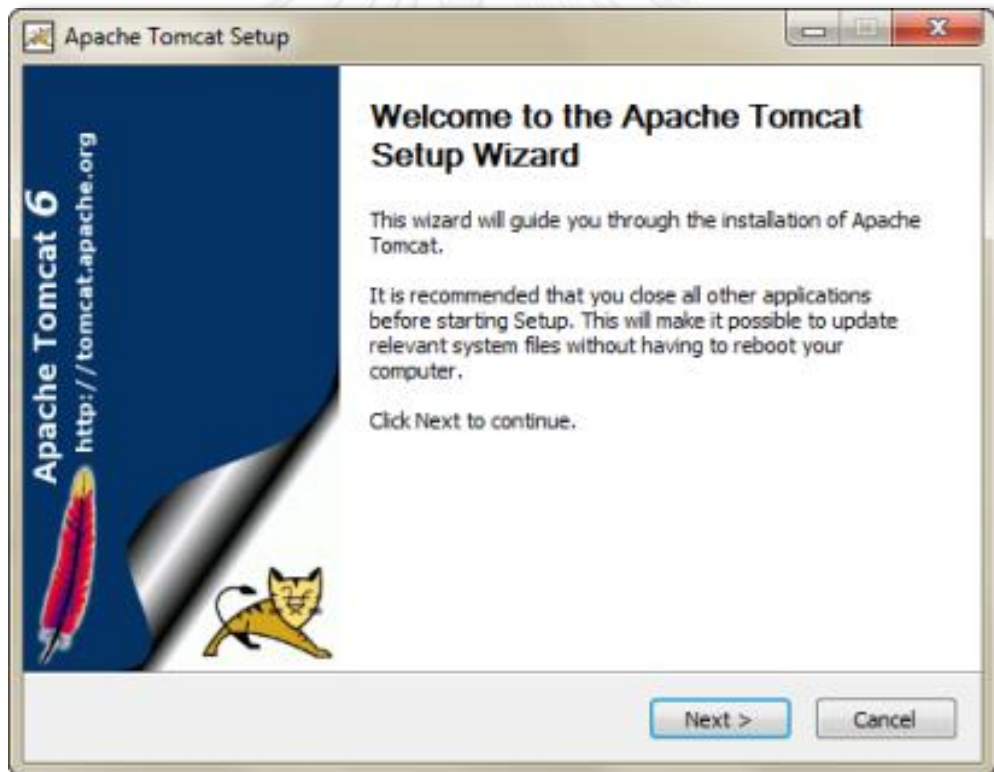 Apache Tomcat Setup
Apache Tomcat 6
http://tomcat.apache.org
Welcome to the Apache Tomcat
Setup Wizard
This wizard will guide you through the installation of Apache
Tomcat.
It is recommended that you close all other applications
before starting Setup. This will make it possible to update
relevant system files without having to reboot your
computer.
Click Next to continue.
Next >
Cancel